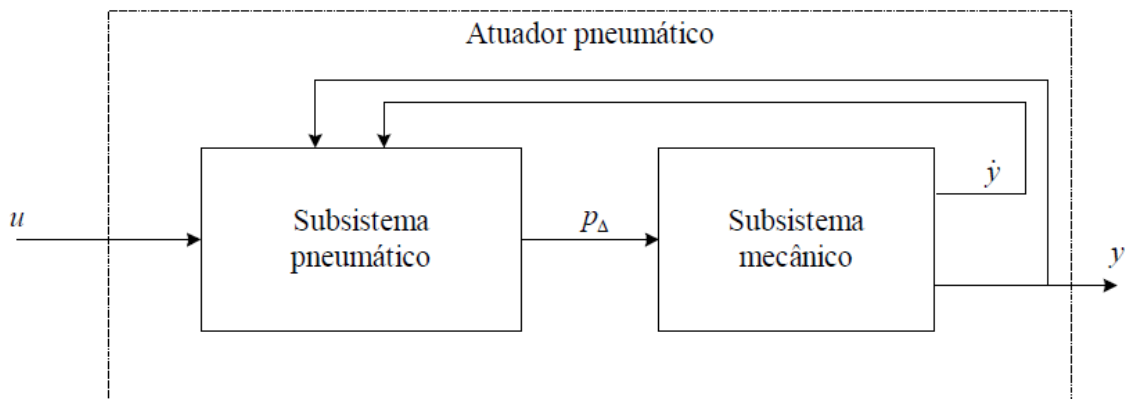 Atuador pneumático
u
Subsistema
pneumático
p_Δ
Subsistema
mecânico
ẏ
y